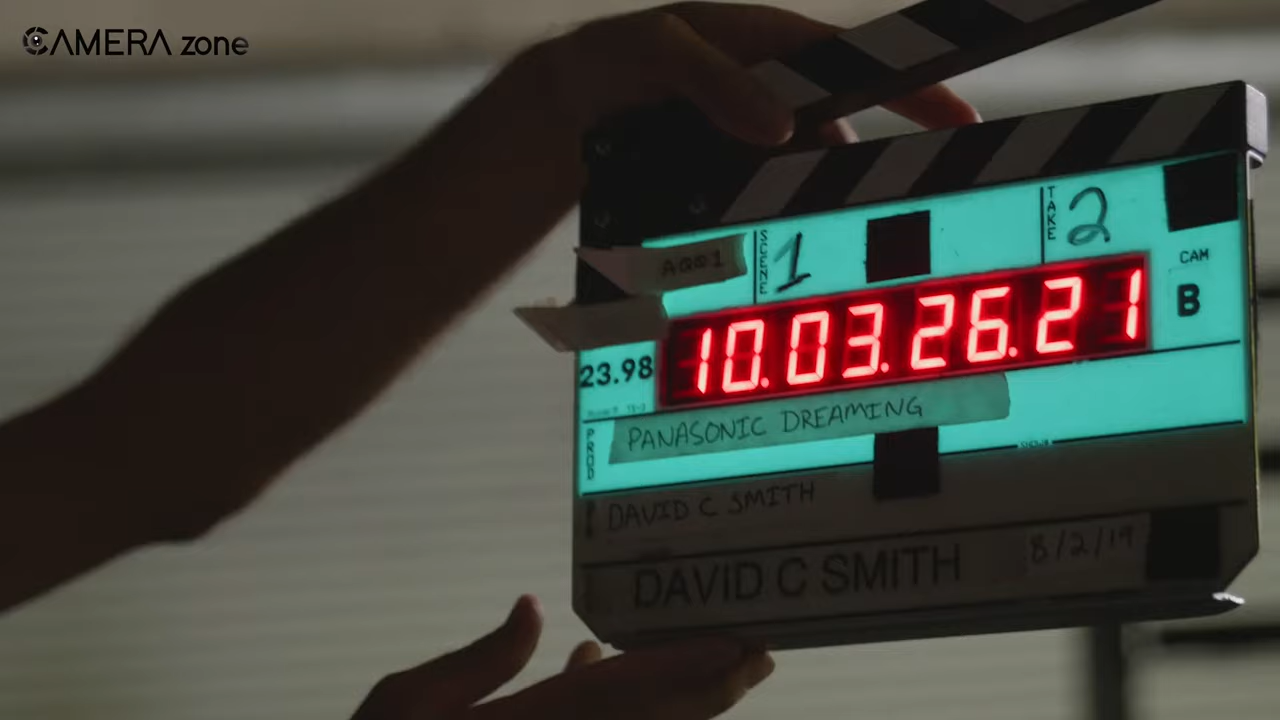 CAMERA zone
SCENE 1
TAKE 2
A001
CAM
B
10.03.26.21
23.98
PROD
PANASONIC DREAMING
DAVID C SMITH
DAVID C SMITH
8/2/19